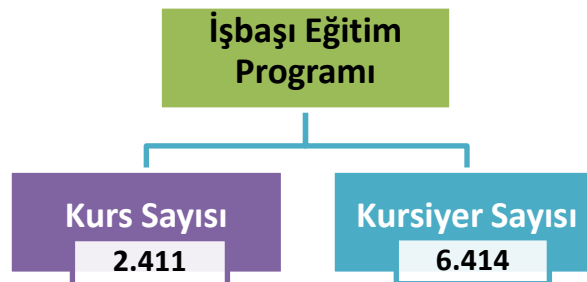 İşbaşı Eğitim
Programı
Kurs Sayısı
2.411
Kursiyer Sayısı
6.414